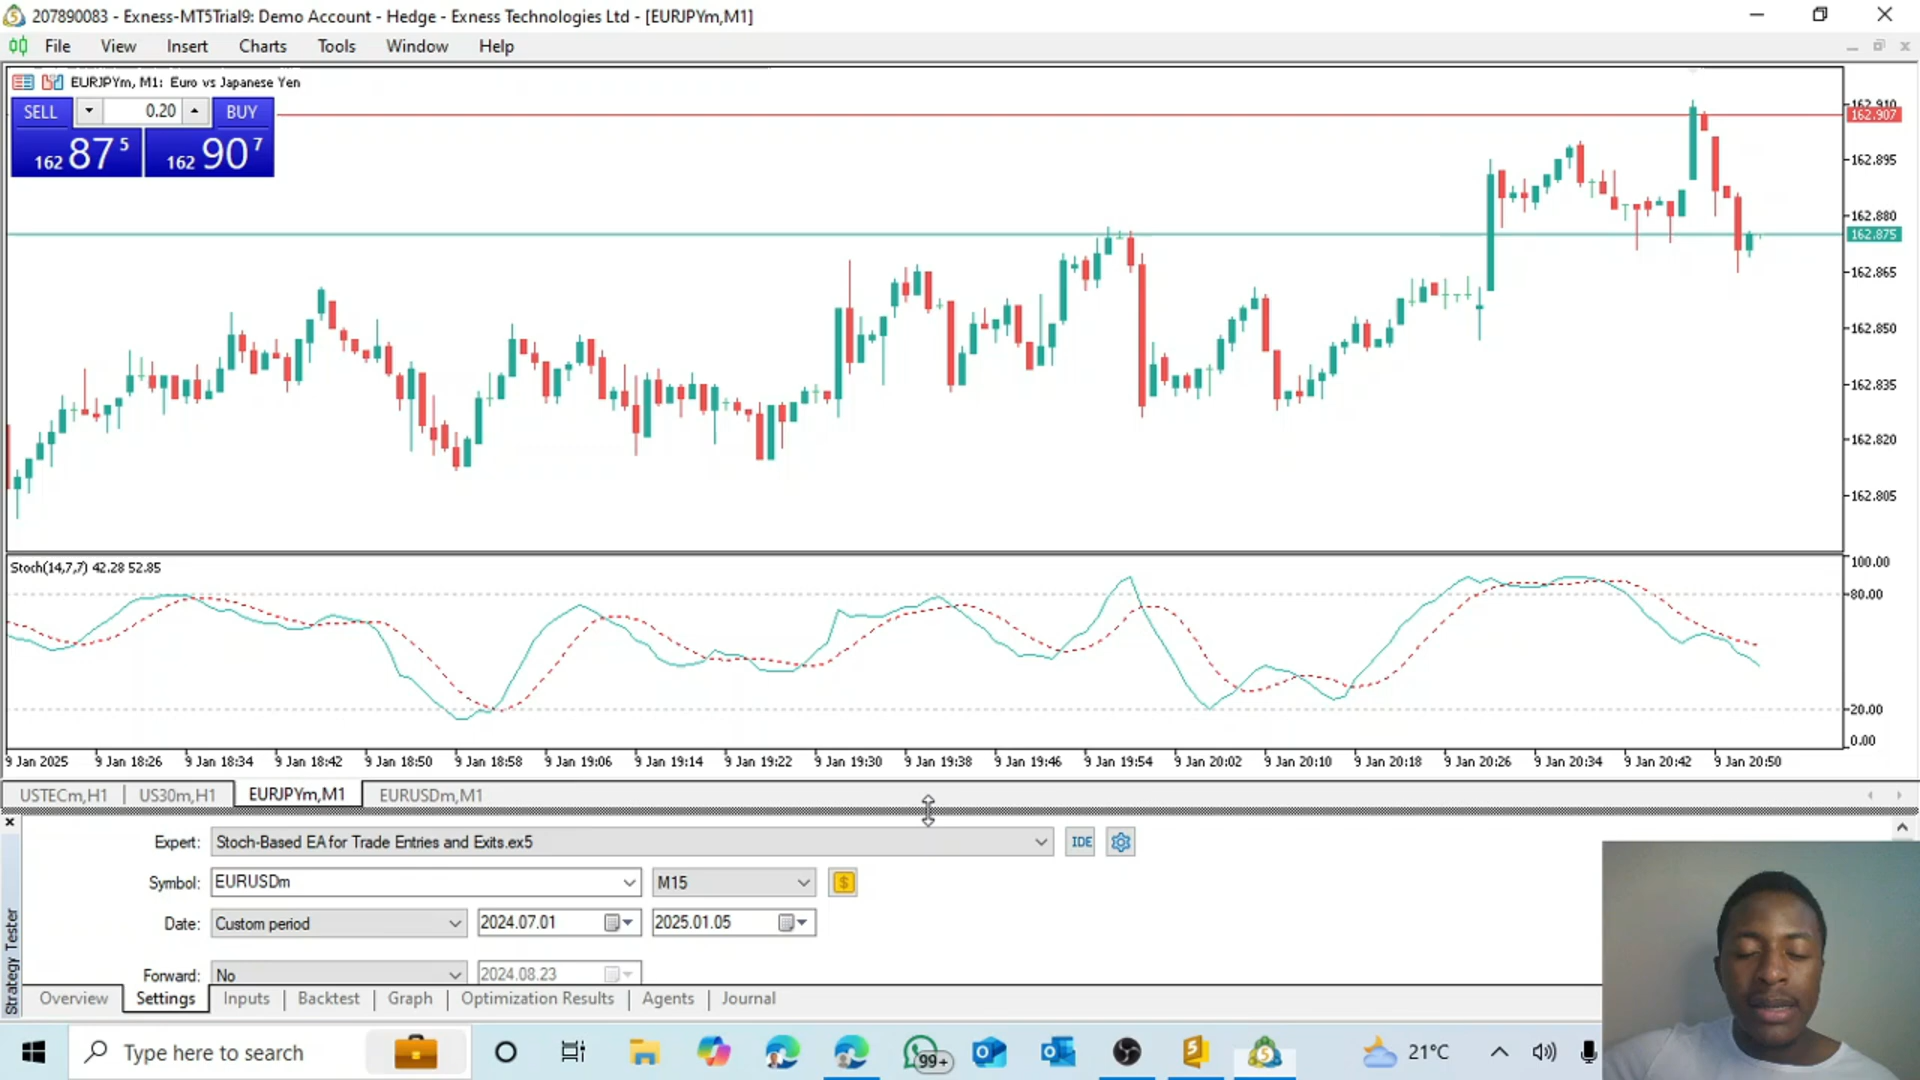 207890083 - Exness-MT5Trial9: Demo Account - Hedge - Exness Technologies Ltd - [EURJPYm,M1]
File View Insert Charts Tools Window Help
EURJPYm, M1: Euro vs Japanese Yen
SELL 0.20 BUY
162 87 5 162 90 7
162.910
162.907
162.895
162.880
162.875
162.865
162.850
162.835
162.820
162.805
Stoch(14,7,7) 42.28 52.85
100.00
80.00
20.00
0.00
9 Jan 2025 9 Jan 18:26 9 Jan 18:34 9 Jan 18:42 9 Jan 18:50 9 Jan 18:58 9 Jan 19:06 9 Jan 19:14 9 Jan 19:22 9 Jan 19:30 9 Jan 19:38 9 Jan 19:46 9 Jan 19:54 9 Jan 20:02 9 Jan 20:10 9 Jan 20:18 9 Jan 20:26 9 Jan 20:34 9 Jan 20:42 9 Jan 20:50
USTECm,H1 US30m,H1 EURJPYm,M1 EURUSDm,M1
Expert: Stoch-Based EA for Trade Entries and Exits.ex5 IDE
Symbol: EURUSDm M15 $
Date: Custom period 2024.07.01 2025.01.05
Forward: No 2024.08.23
Strategy Tester
Overview Settings Inputs Backtest Graph Optimization Results Agents Journal
Type here to search 99+ 21°C